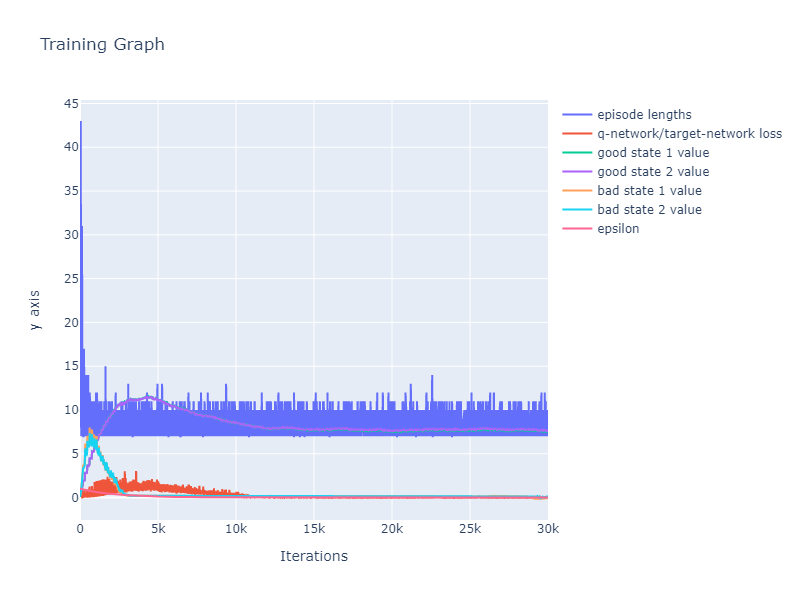 Training Graph
45
40
35
30
25
20
15
10
5
0
y axis
0
5k
10k
15k
20k
25k
30k
Iterations
episode lengths
q-network/target-network loss
good state 1 value
good state 2 value
bad state 1 value
bad state 2 value
epsilon